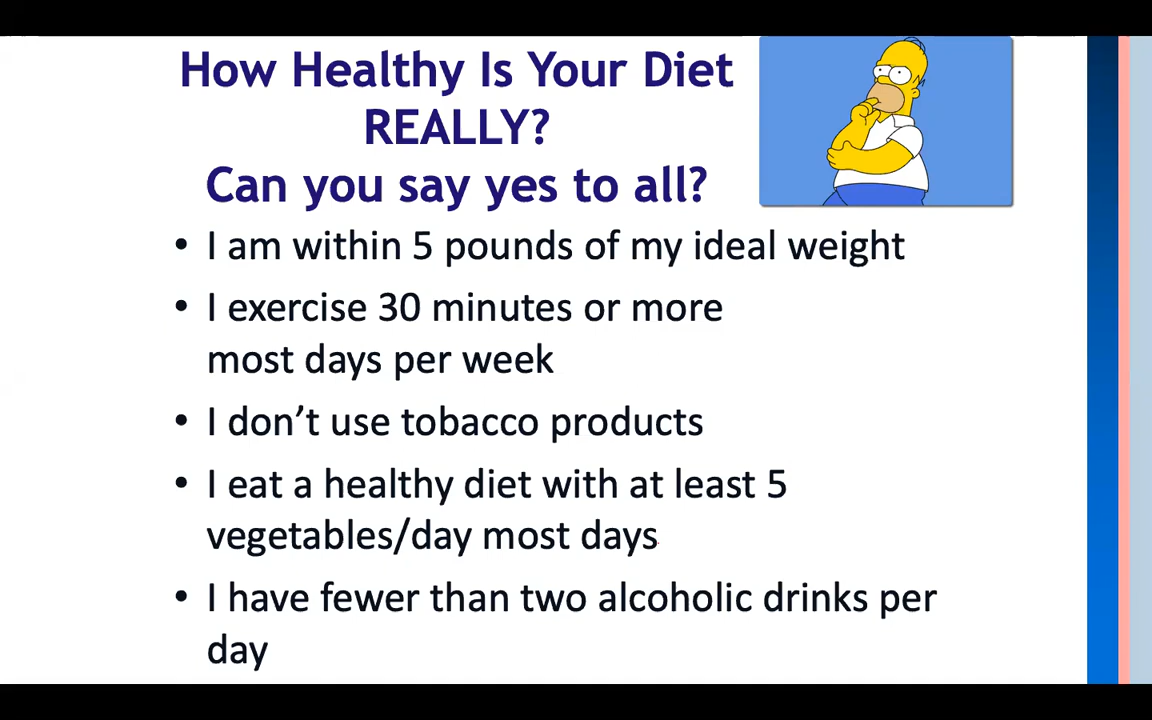 How Healthy Is Your Diet
REALLY?
Can you say yes to all?
• I am within 5 pounds of my ideal weight
• I exercise 30 minutes or more
most days per week
• I don’t use tobacco products
• I eat a healthy diet with at least 5
vegetables/day most days
• I have fewer than two alcoholic drinks per
day